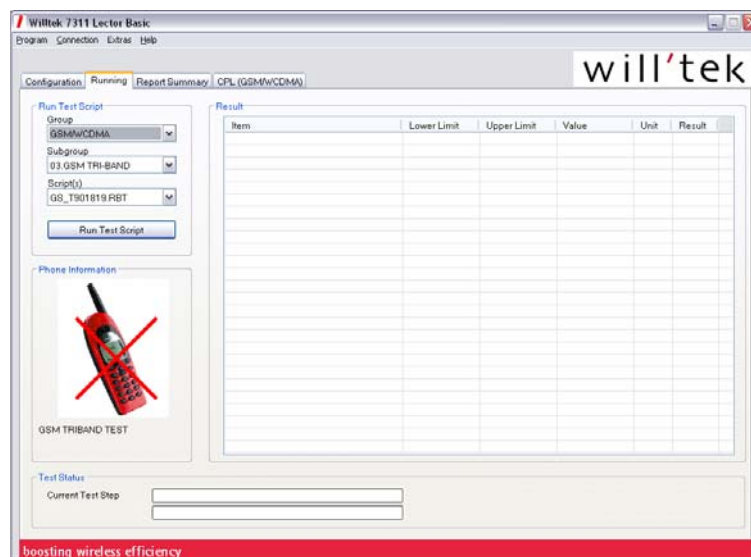 Willtek 7311 Lector Basic
Program Connection Extras Help
will'tek
Configuration Running Report Summary CPL (GSM/WCDMA)
Run Test Script
Group
GSM/WCDMA
Subgroup
03.GSM TRI-BAND
Script(s)
GS_T901819.RBT
Run Test Script
Phone Information
GSM TRIBAND TEST
Result
Item Lower Limit Upper Limit Value Unit Result
Test Status
Current Test Step
boosting wireless efficiency